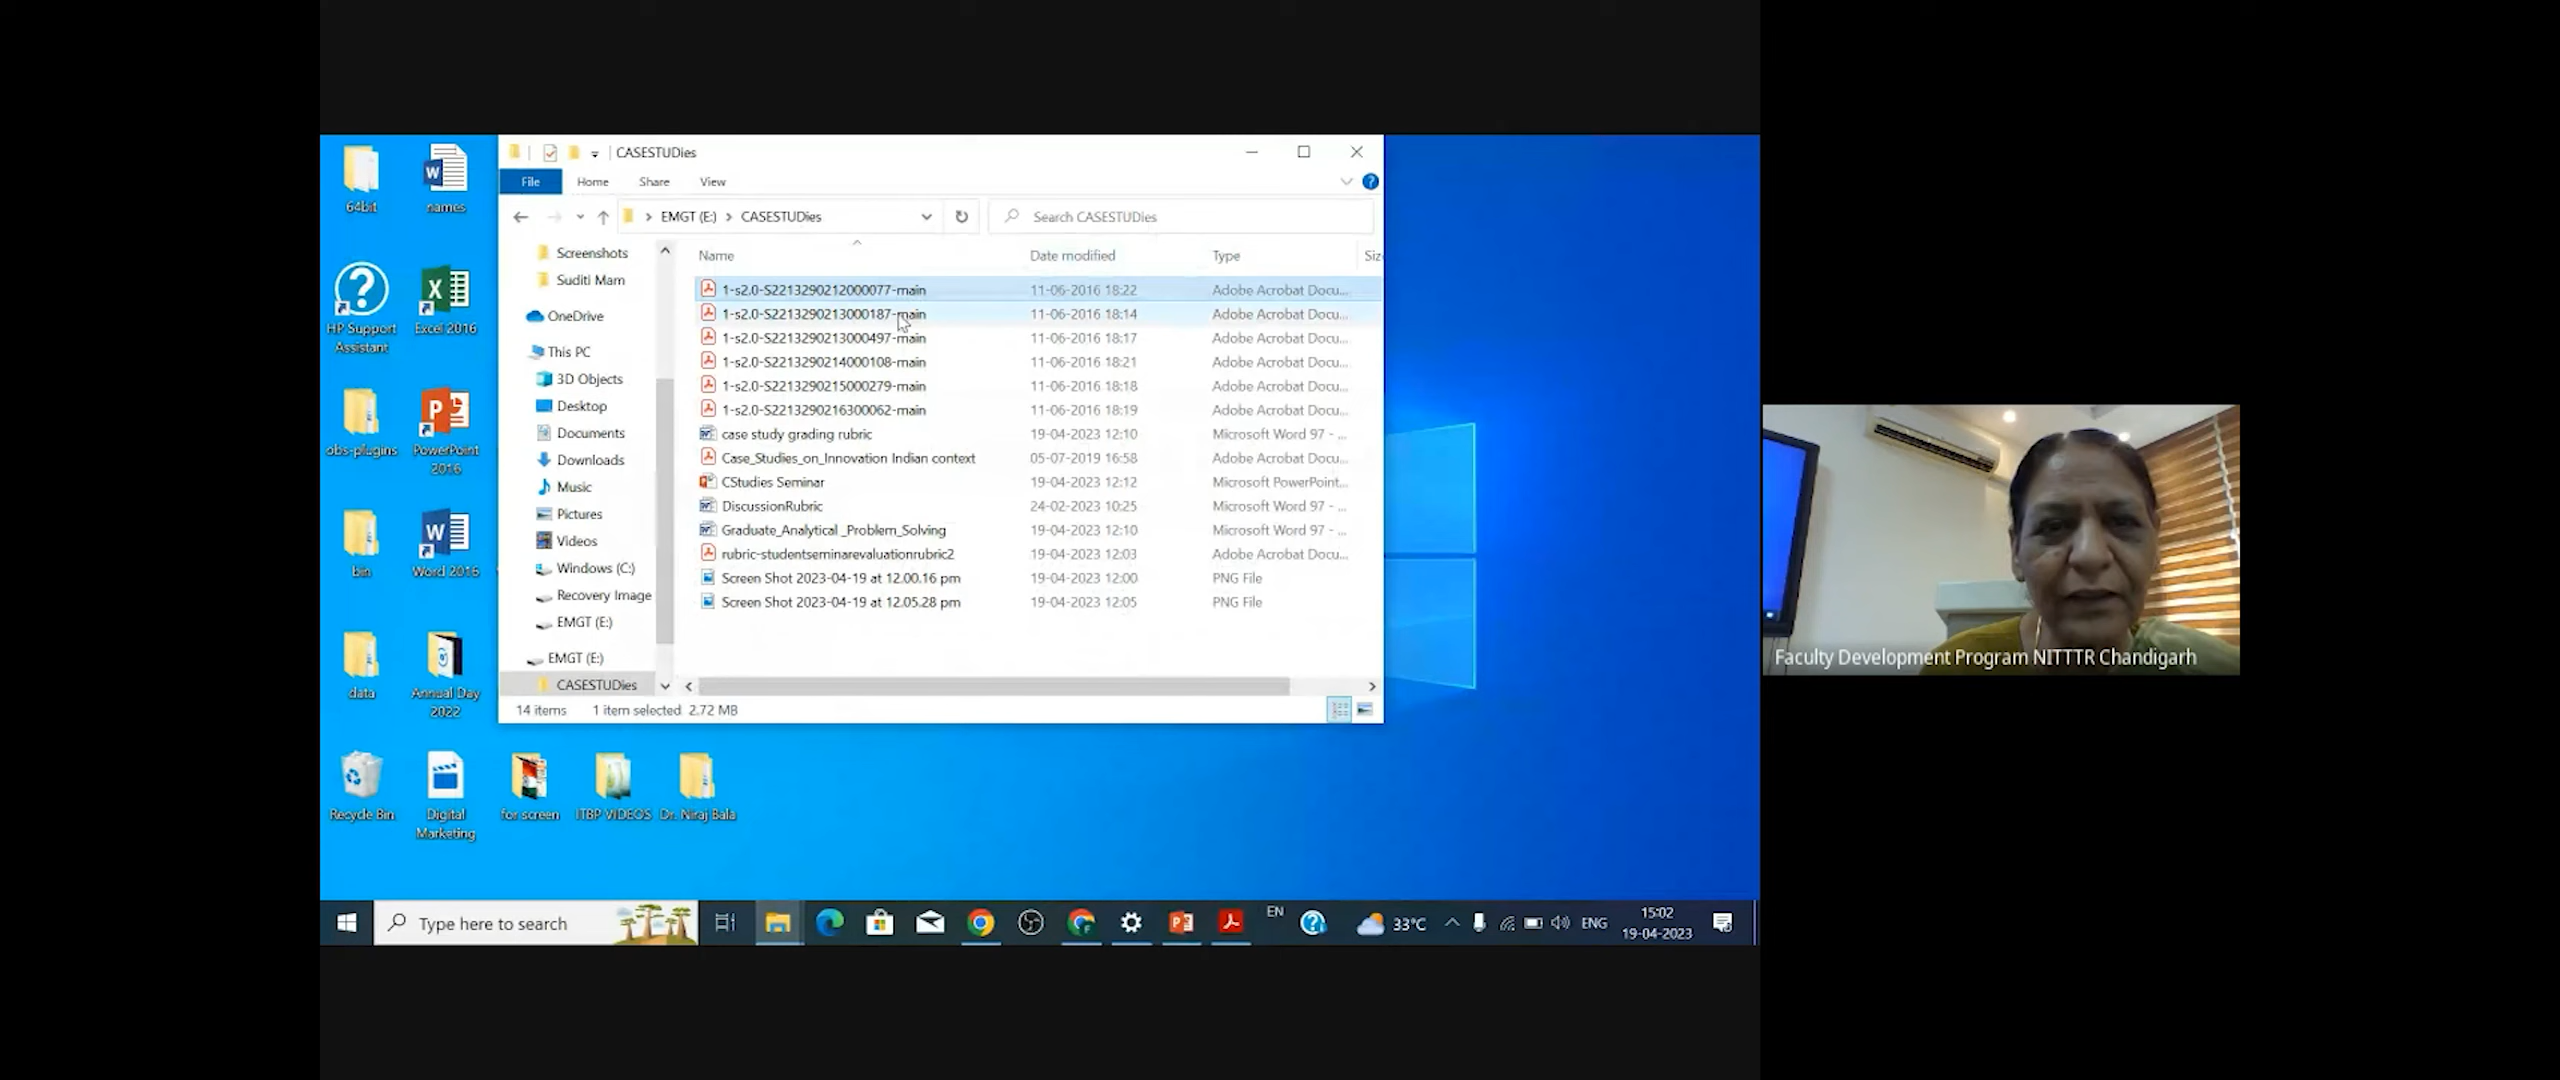 CASESTUDies
File Home Share View
EMGT (E:) CASESTUDies
Search CASESTUDies
Screenshots
Suditi Mam
OneDrive
This PC
3D Objects
Desktop
Documents
Downloads
Music
Pictures
Videos
Windows (C:)
Recovery Image
EMGT (E:)
EMGT (E:)
CASESTUDies
Name Date modified Type Siz
1-s2.0-S2213290212000077-main 11-06-2016 18:22 Adobe Acrobat Docu...
1-s2.0-S2213290213000187-main 11-06-2016 18:14 Adobe Acrobat Docu...
1-s2.0-S2213290213000497-main 11-06-2016 18:17 Adobe Acrobat Docu...
1-s2.0-S2213290214000108-main 11-06-2016 18:21 Adobe Acrobat Docu...
1-s2.0-S2213290215000279-main 11-06-2016 18:18 Adobe Acrobat Docu...
1-s2.0-S2213290216300062-main 11-06-2016 18:19 Adobe Acrobat Docu...
case study grading rubric 19-04-2023 12:10 Microsoft Word 97 - ...
Case_Studies_on_Innovation Indian context 05-07-2019 16:58 Adobe Acrobat Docu...
CStudies Seminar 19-04-2023 12:12 Microsoft PowerPoint...
DiscussionRubric 24-02-2023 10:25 Microsoft Word 97 - ...
Graduate_Analytical _Problem_Solving 19-04-2023 12:10 Microsoft Word 97 - ...
rubric-studentseminarevaluationrubric2 19-04-2023 12:03 Adobe Acrobat Docu...
Screen Shot 2023-04-19 at 12.00.16 pm 19-04-2023 12:00 PNG File
Screen Shot 2023-04-19 at 12.05.28 pm 19-04-2023 12:05 PNG File
14 items 1 item selected 2.72 MB
64bit names
HP Support Assistant Excel 2016
obs-plugins PowerPoint 2016
bin Word 2016
data Annual Day 2022
Recycle Bin Digital Marketing for screen ITBP VIDEOS Dr. Niraj Bala
Type here to search
EN
33°C
ENG
15:02
19-04-2023
Faculty Development Program NITTTR Chandigarh